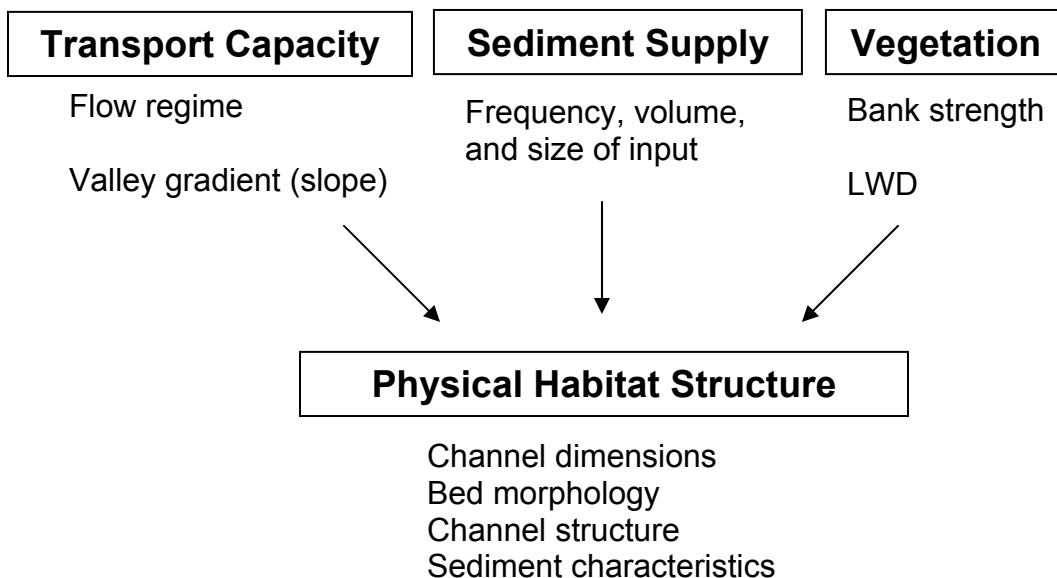 Transport Capacity
Flow regime
Valley gradient (slope)
Sediment Supply
Frequency, volume,
and size of input
Vegetation
Bank strength
LWD
Physical Habitat Structure
Channel dimensions
Bed morphology
Channel structure
Sediment characteristics